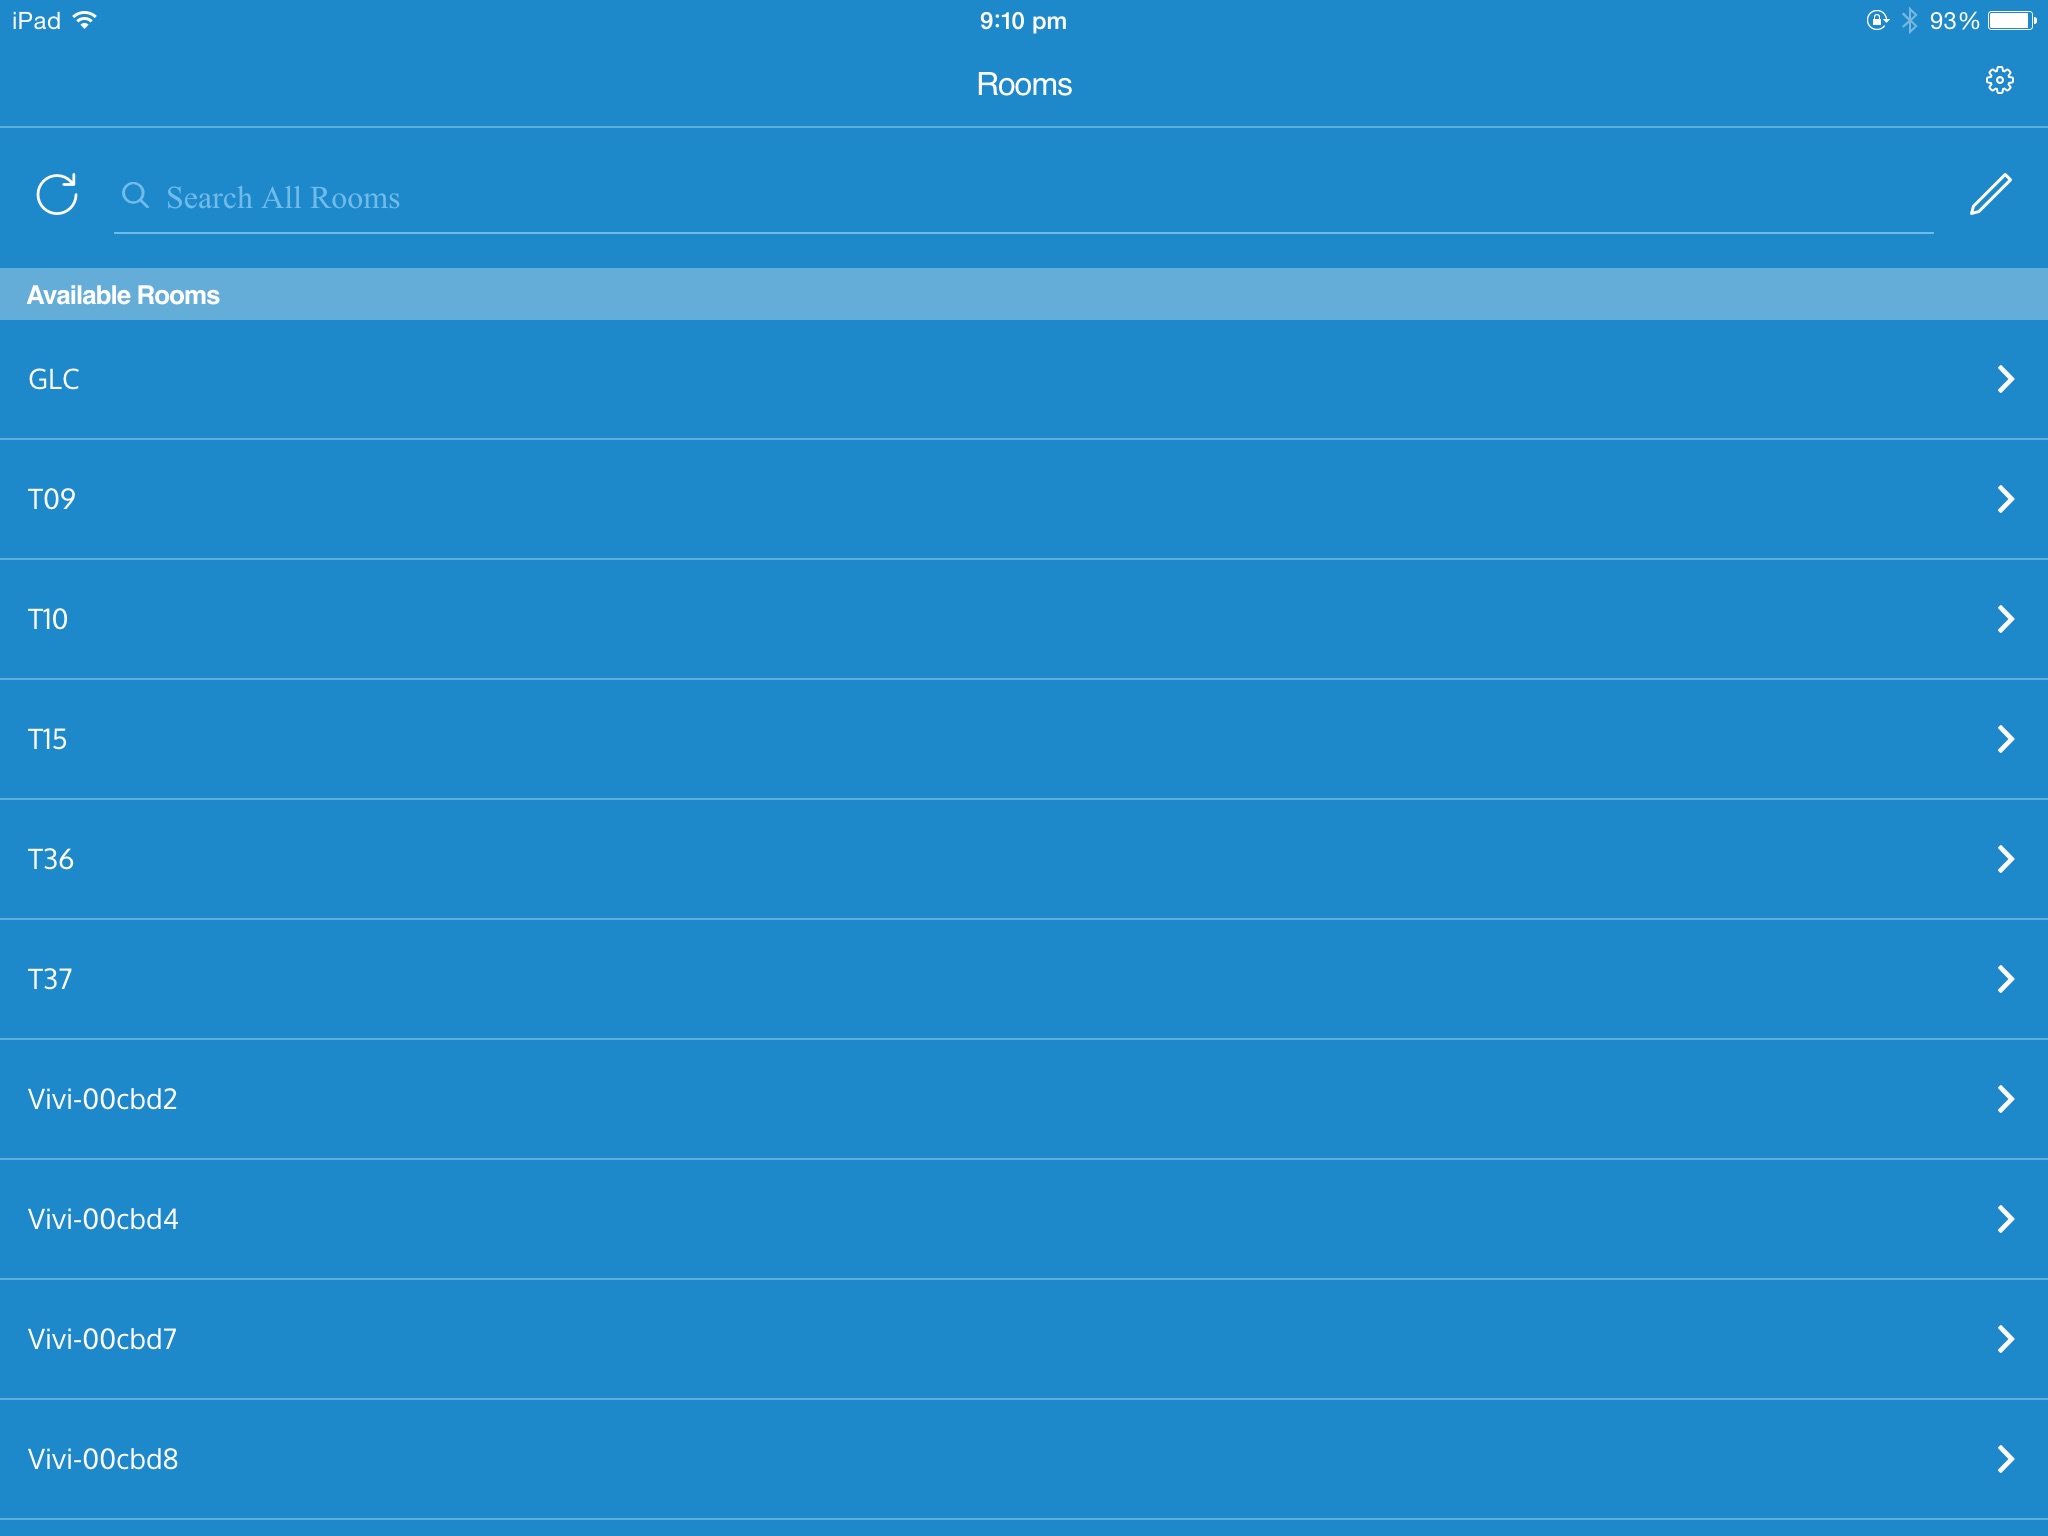 iPad 9:10 pm 93%
Rooms
Search All Rooms
Available Rooms
GLC
T09
T10
T15
T36
T37
Vivi-00cbd2
Vivi-00cbd4
Vivi-00cbd7
Vivi-00cbd8